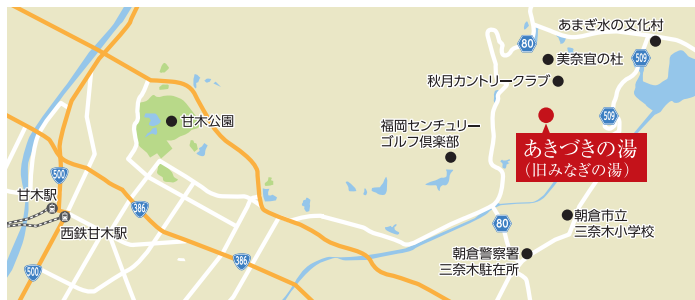 あまぎ水の文化村
80
美奈宜の杜
509
秋月カントリークラブ
甘木公園
福岡センチュリー
ゴルフ倶楽部
509
あきづきの湯
(旧みなぎの湯)
500
甘木駅
386
西鉄甘木駅
80
朝倉市立
三奈木小学校
朝倉警察署
三奈木駐在所
386
500